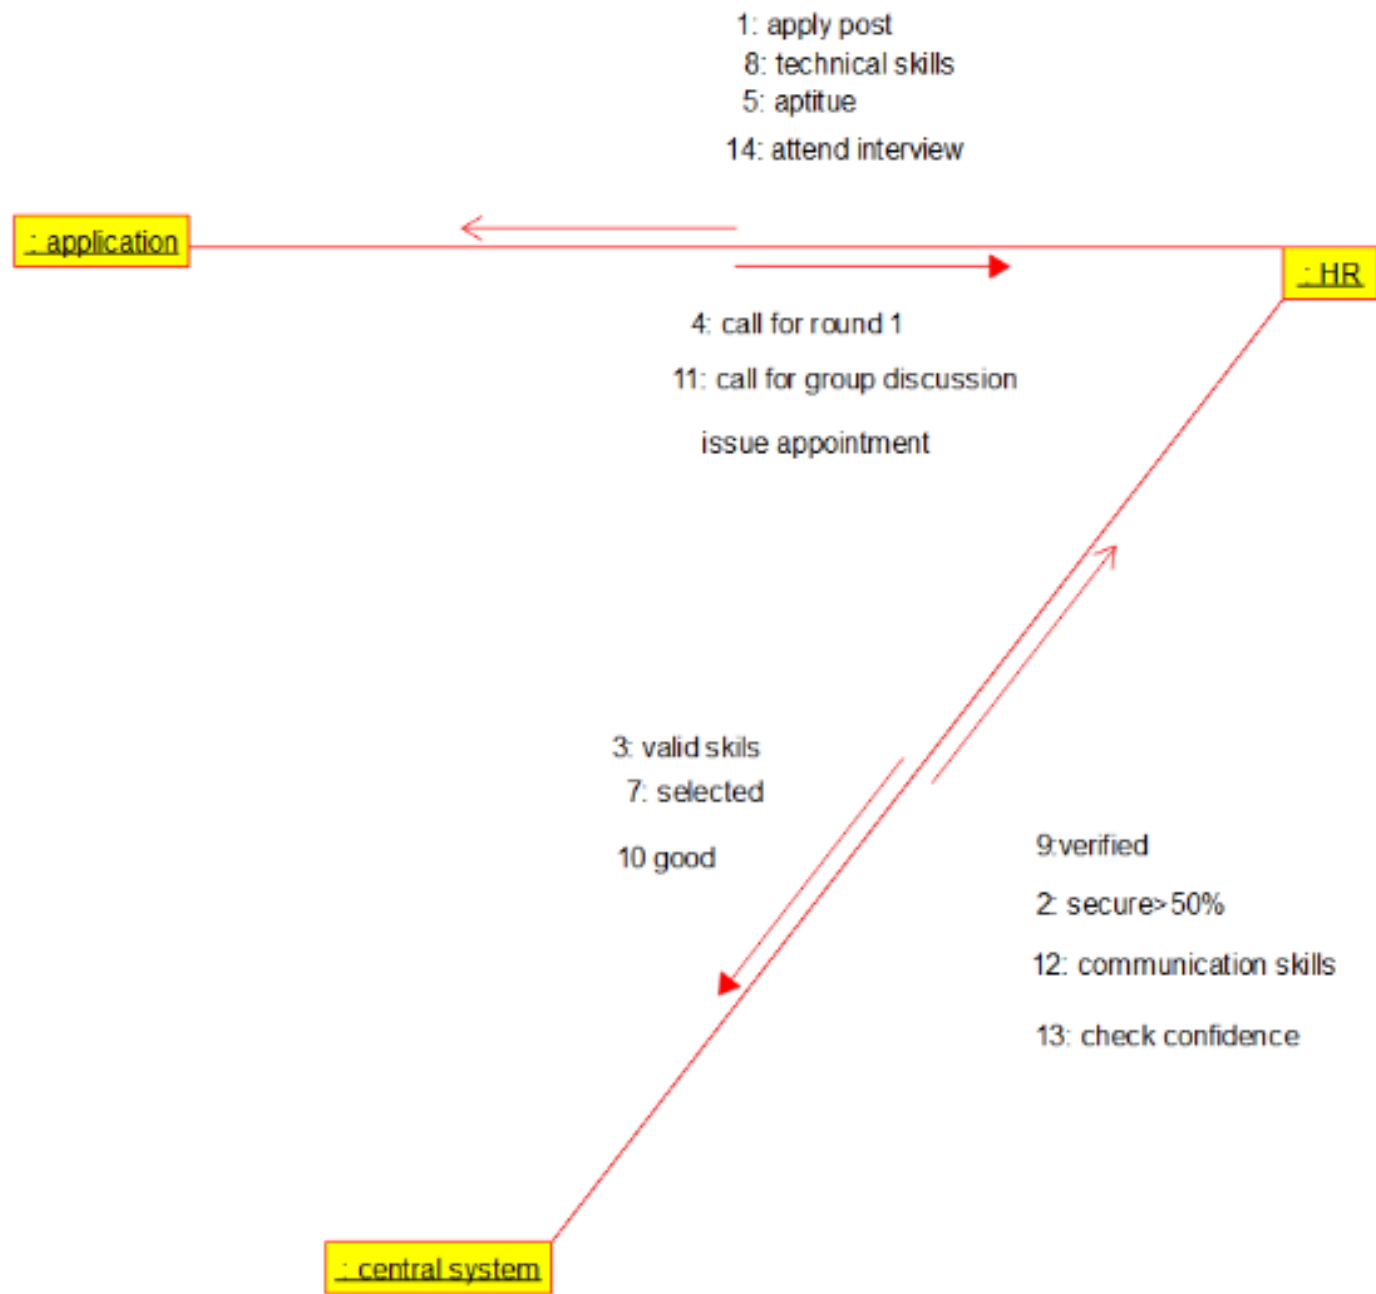 1: apply post
8: technical skills
5: aptitue
14: attend interview
: application
: HR
4: call for round 1
11: call for group discussion
issue appointment
3: valid skils
7: selected
10 good
9:verified
2: secure>50%
12: communication skills
13: check confidence
: central system